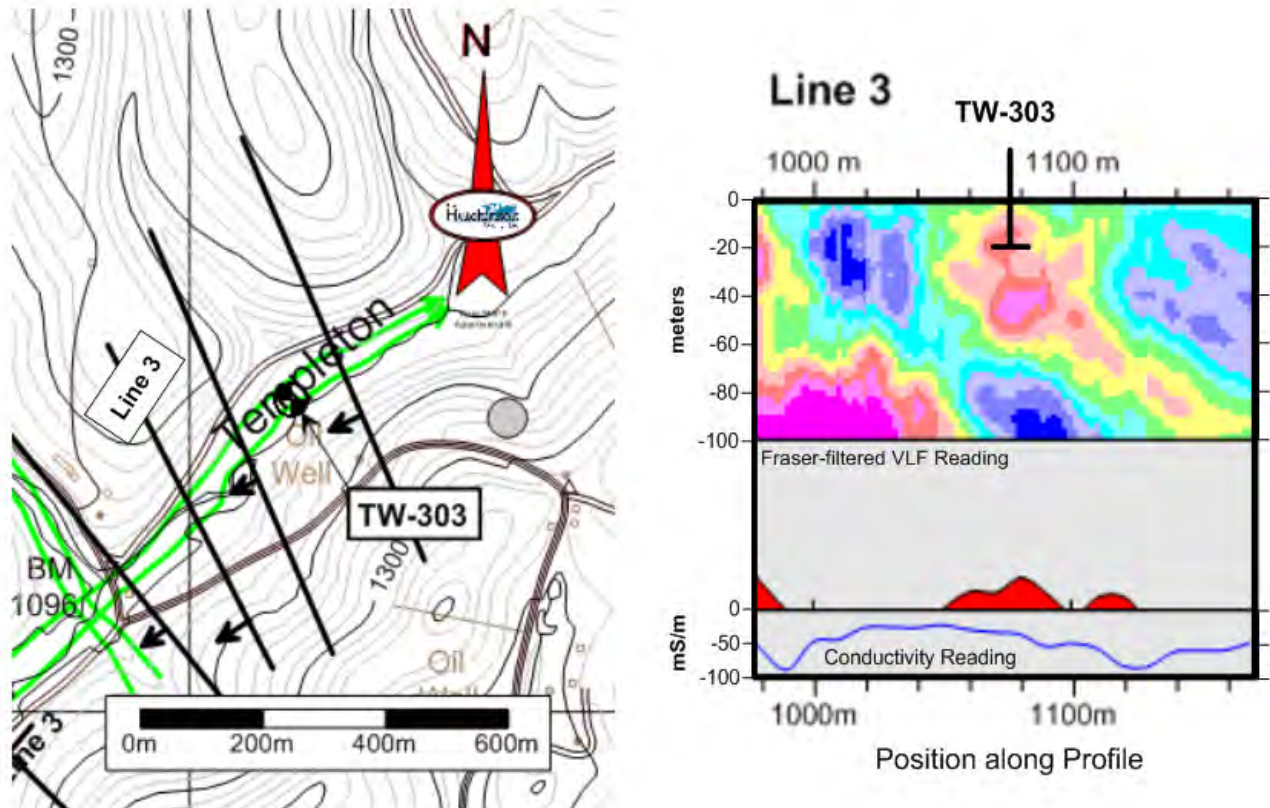 1300
N
Templeton
Line 3
Oil
Well
TW-303
1300
BM
1096
Oil
Well
Line 3
0m 200m 400m 600m
Line 3
TW-303
1000 m 1100 m
0
-20
-40
-60
-80
-100
meters
Fraser-filtered VLF Reading
0
-50
-100
mS/m
Conductivity Reading
1000m 1100m
Position along Profile